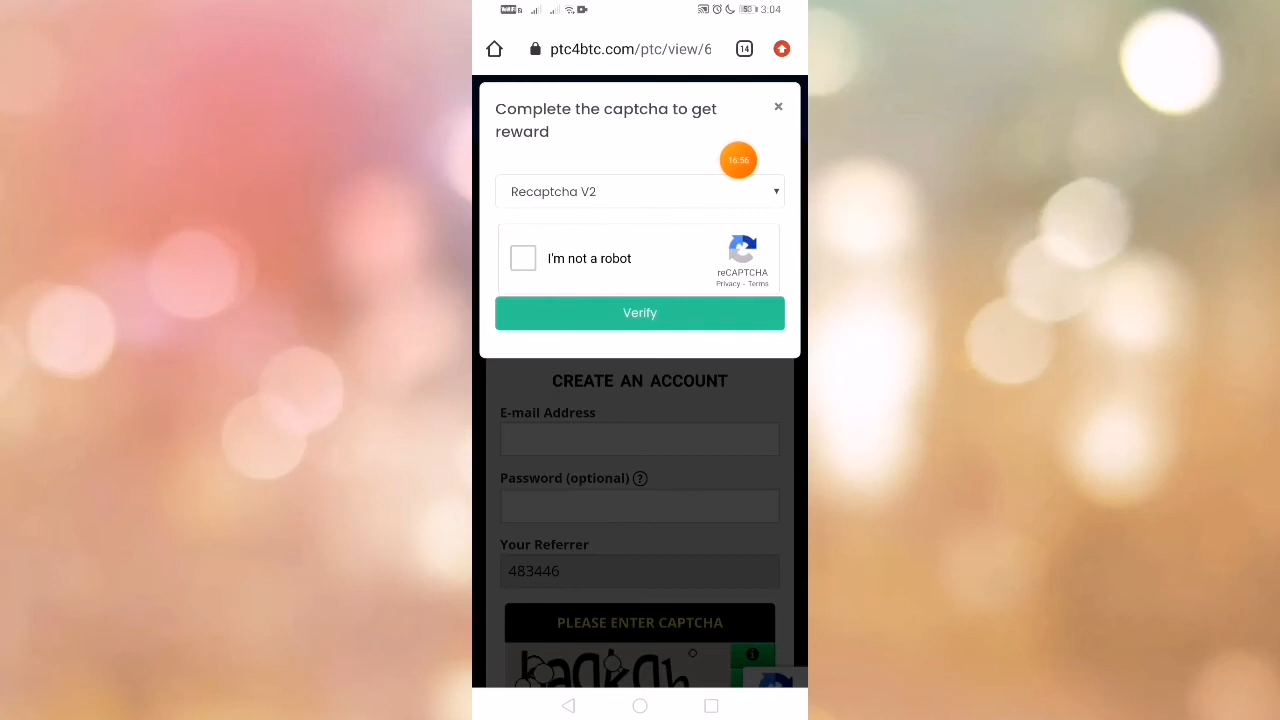 3:04
ptc4btc.com/ptc/view/6
14
Complete the captcha to get
reward
×
16:56
Recaptcha V2
I'm not a robot
reCAPTCHA
Privacy - Terms
Verify
CREATE AN ACCOUNT
E-mail Address
Password (optional) ?
Your Referrer
483446
PLEASE ENTER CAPTCHA